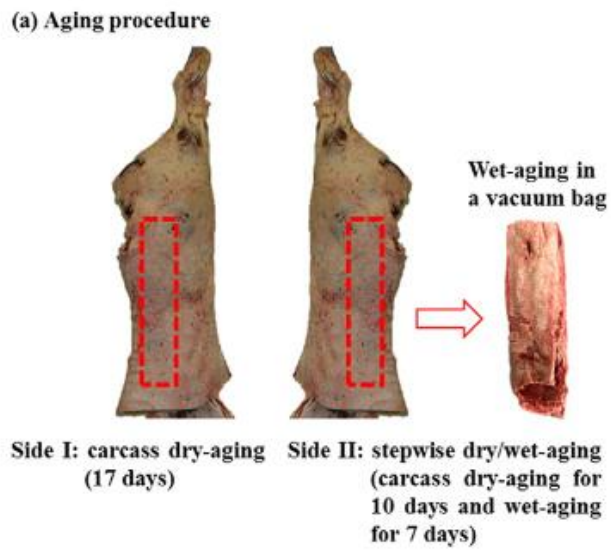 (a) Aging procedure
Wet-aging in
a vacuum bag
Side I: carcass dry-aging
(17 days)
Side II: stepwise dry/wet-aging
(carcass dry-aging for
10 days and wet-aging
for 7 days)